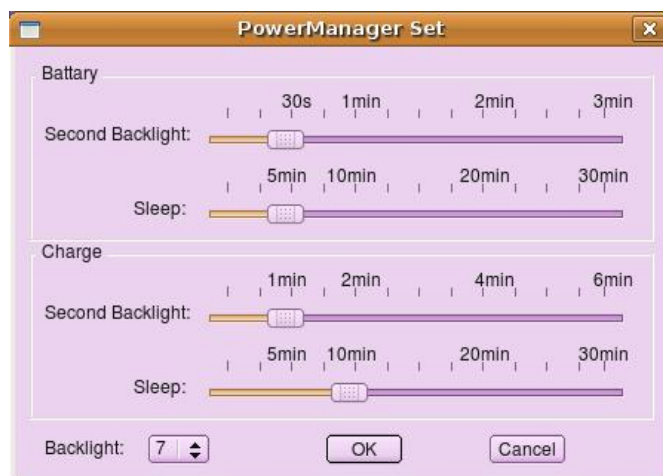 PowerManager Set
Battary
30s 1min 2min 3min
Second Backlight:
5min 10min 20min 30min
Sleep:
Charge
1min 2min 4min 6min
Second Backlight:
5min 10min 20min 30min
Sleep:
Backlight: 7 OK Cancel